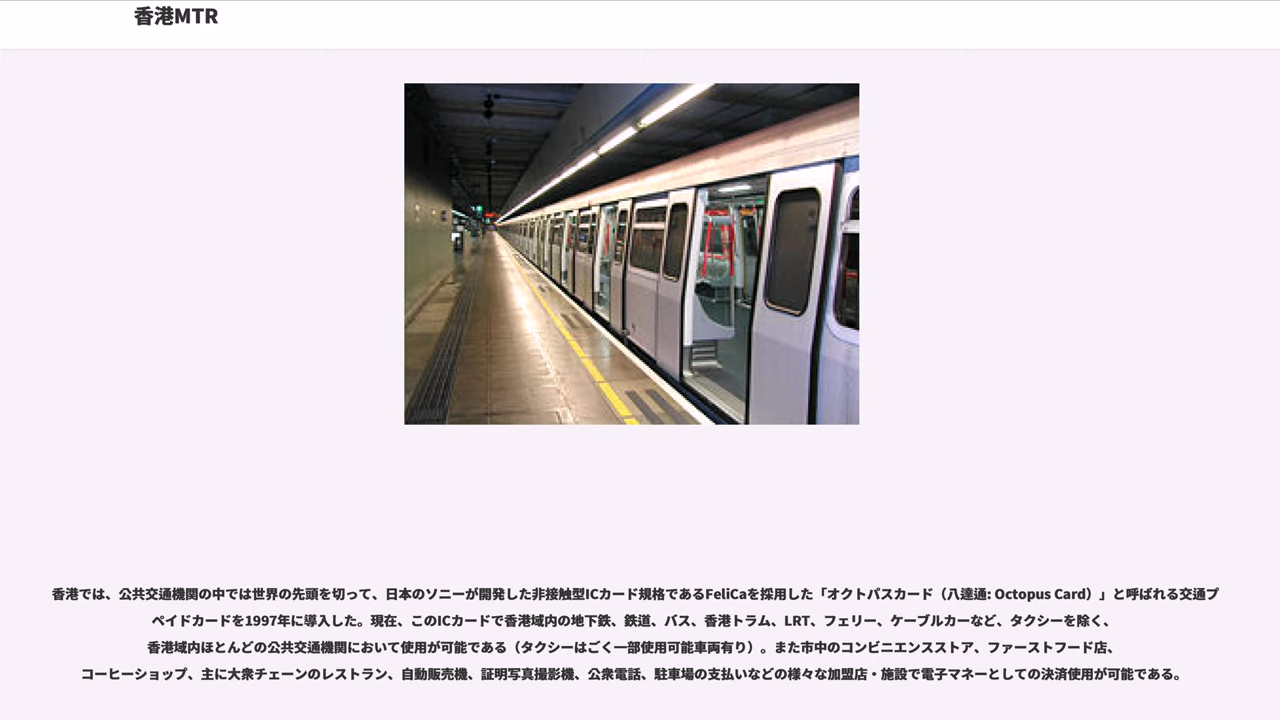 香港MTR
香港では、公共交通機関の中では世界の先頭を切って、日本のソニーが開発した非接触型ICカード規格であるFeliCaを採用した「オクトパスカード（八達通: Octopus Card）」と呼ばれる交通プ
ペイドカードを1997年に導入した。現在、このICカードで香港域内の地下鉄、鉄道、バス、香港トラム、LRT、フェリー、ケーブルカーなど、タクシーを除く、
香港域内ほとんどの公共交通機関において使用が可能である（タクシーはごく一部使用可能車両有り）。また市中のコンビニエンスストア、ファーストフード店、
コーヒーショップ、主に大衆チェーンのレストラン、自動販売機、証明写真撮影機、公衆電話、駐車場の支払いなどの様々な加盟店・施設で電子マネーとしての決済使用が可能である。